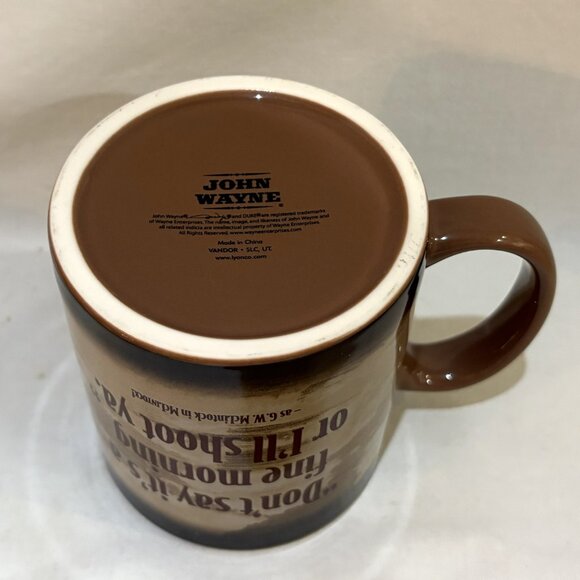 JOHN
WAYNE
John Wayne® and DUKE® are registered trademarks
of Wayne Enterprises. The name, image, and likeness of John Wayne and
all related indicia are intellectual property of Wayne Enterprises.
All Rights Reserved. www.wayneenterprises.com
Made in China
VANDOR • SLC, UT.
www.lyonco.com
"Don't say it's a
fine morning
or I'll shoot ya."
– as G.W. McLintock in McLintock!